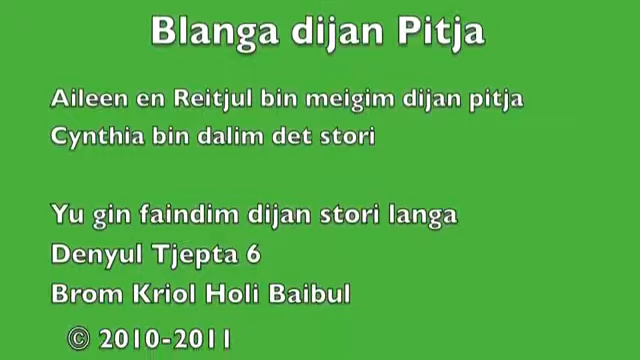 Blanga dijan Pitja
Aileen en Reitjul bin meigim dijan pitja
Cynthia bin dalim det stori
Yu gin faindim dijan stori langa
Denyul Tjepta 6
Brom Kriol Holi Baibul
© 2010-2011